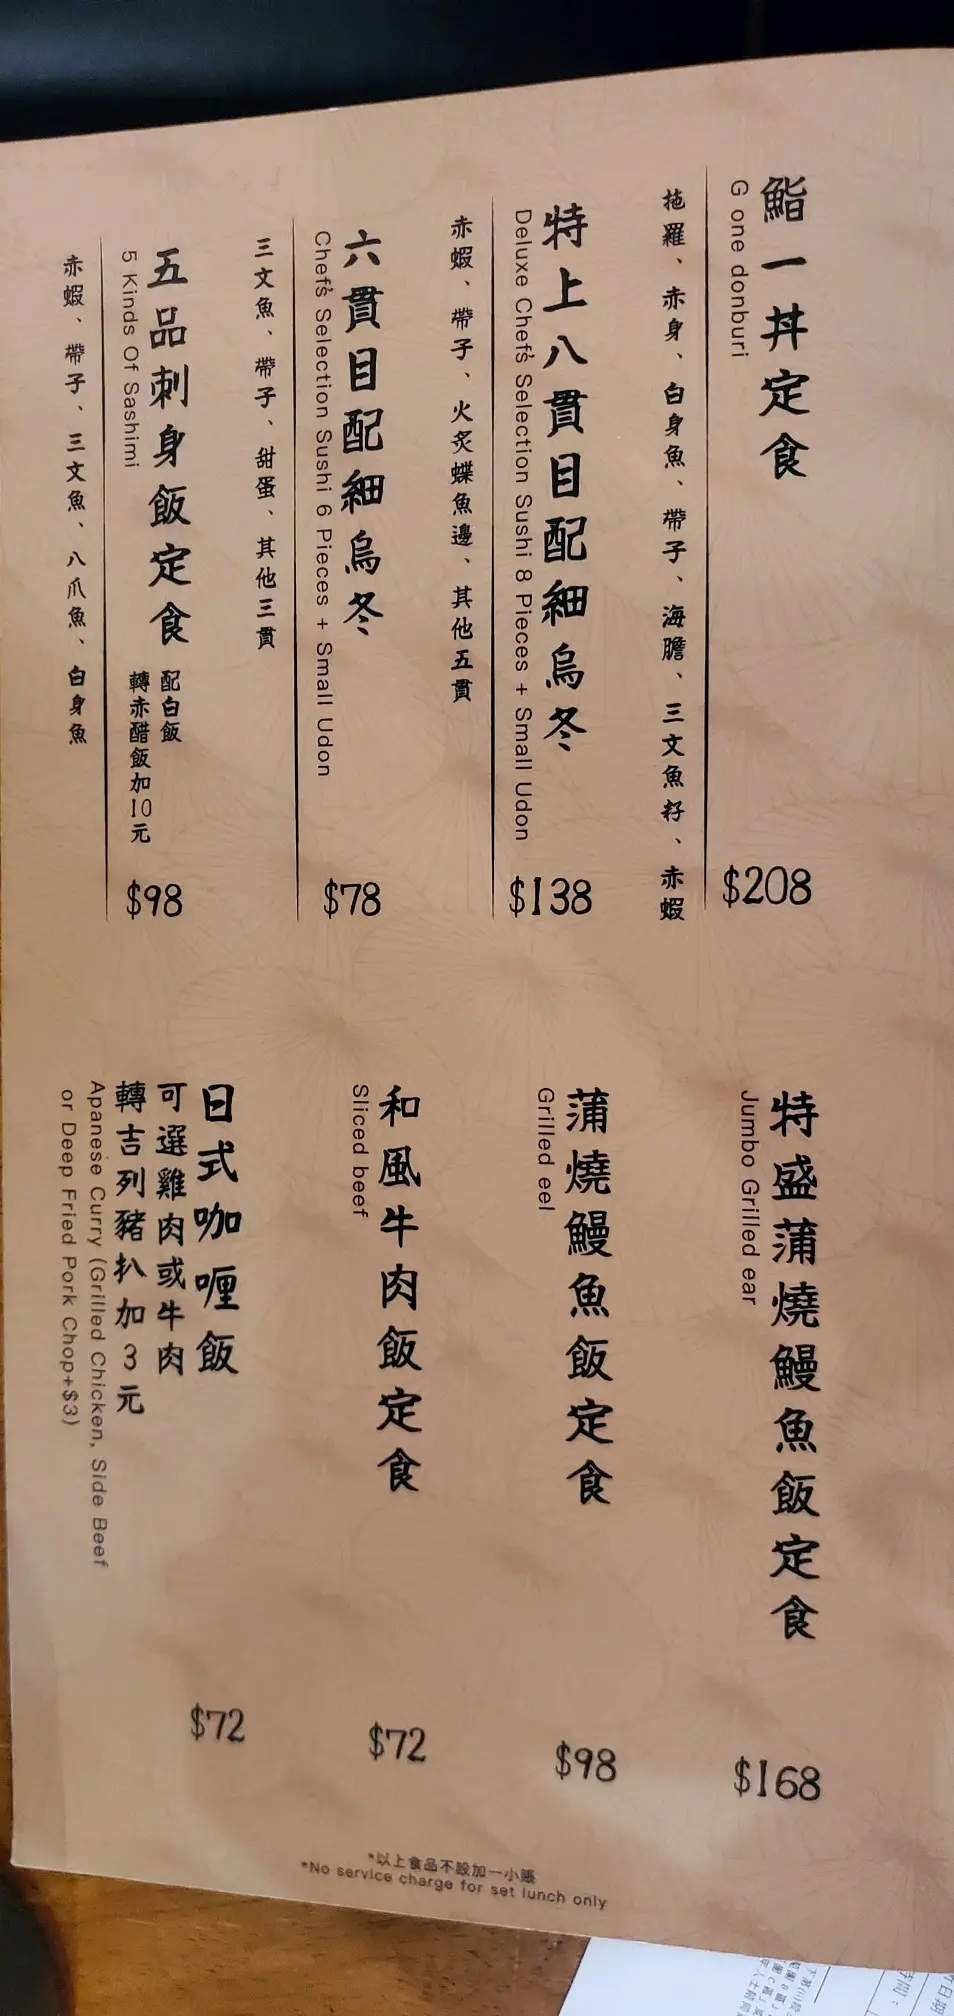 鮨一丼定食
G one donburi
$208
拖羅、赤身、白身魚、帶子、海膽、三文魚籽、赤蝦
特上八貫目配細烏冬
Deluxe Chef's Selection Sushi 8 Pieces + Small Udon
$138
赤蝦、帶子、火炙蝶魚邊、其他五貫
六貫目配細烏冬
Chef's Selection Sushi 6 Pieces + Small Udon
$78
三文魚、帶子、甜蛋、其他三貫
五品刺身飯定食
配白飯
轉赤醋飯加10元
5 Kinds Of Sashimi
$98
赤蝦、帶子、三文魚、八爪魚、白身魚
特盛蒲燒鰻魚飯定食
Jumbo Grilled ear
$168
蒲燒鰻魚飯定食
Grilled eel
$98
和風牛肉飯定食
Sliced beef
$72
日式咖喱飯
可選雞肉或牛肉
轉吉列豬扒加3元
Apanese Curry (Grilled Chicken, Side Beef
or Deep Fried Pork Chop+$3)
$72
*以上食品不設加一小賬
*No service charge for set lunch only